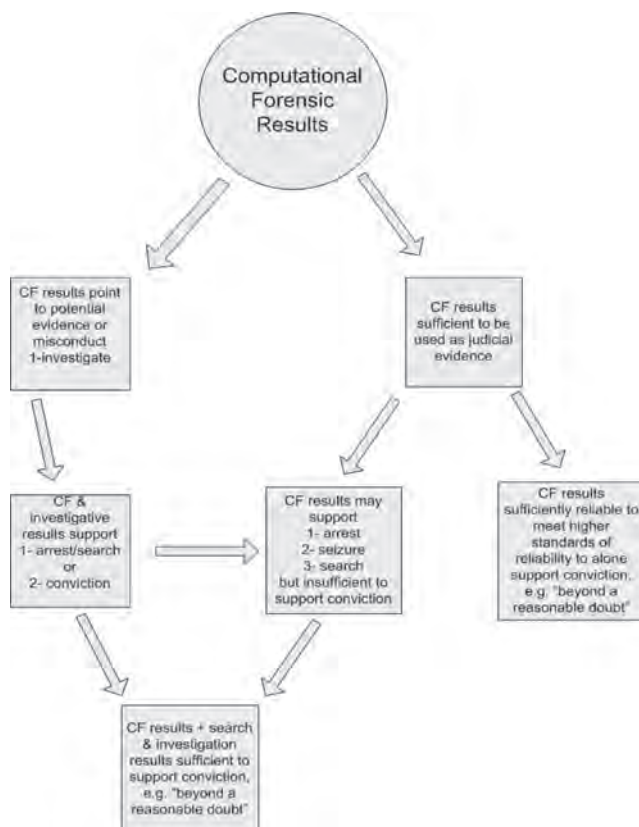 Computational
Forensic
Results
CF results point
to potential
evidence or
misconduct
1-investigate
CF results
sufficient to be
used as judicial
evidence
CF &
investigative
results support
1- arrest/search
or
2- conviction
CF results may
support
1- arrest
2- seizure
3- search
but insufficient to
support conviction
CF results
sufficiently reliable to
meet higher
standards of
reliability to alone
support conviction,
e.g. "beyond a
reasonable doubt"
CF results + search
& investigation
results sufficient to
support conviction,
e.g. "beyond a
reasonable doubt"